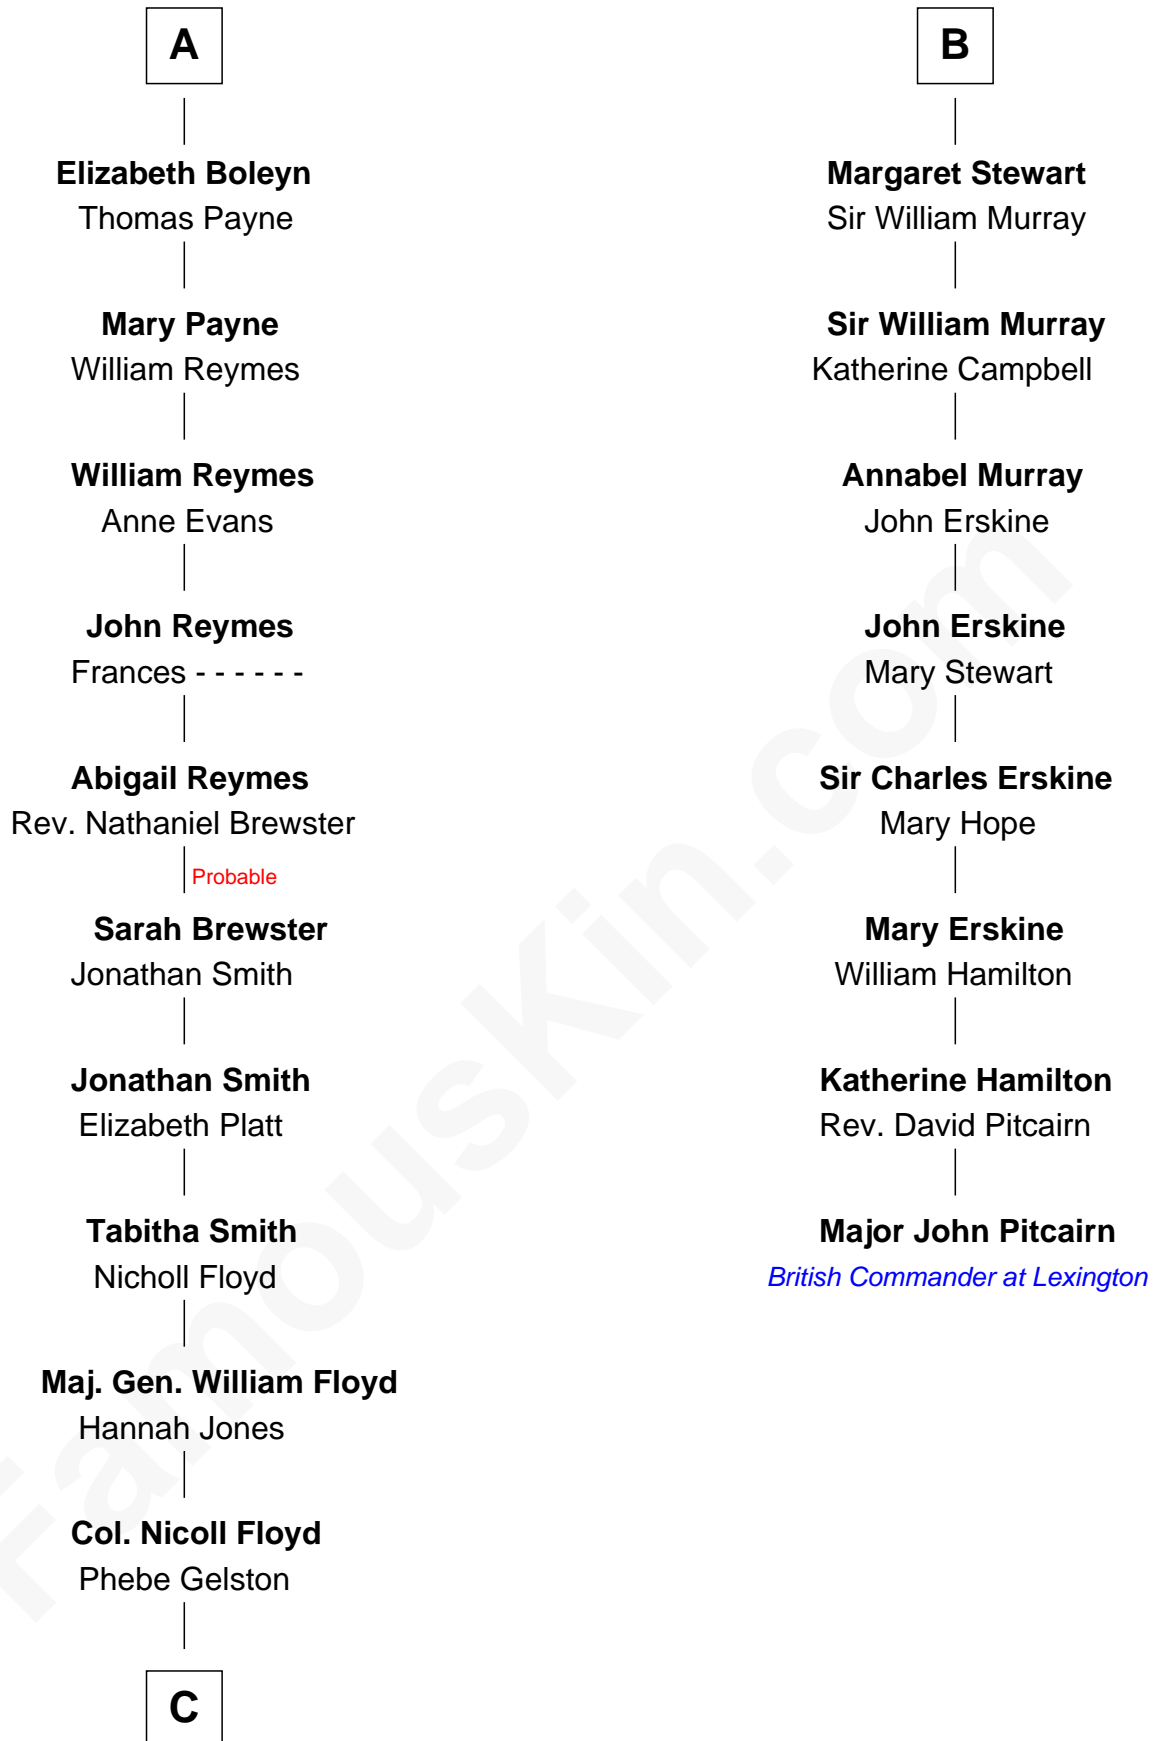 A
Elizabeth Boleyn
Thomas Payne
Mary Payne
William Reymes
William Reymes
Anne Evans
John Reymes
Frances - - - - - -
Abigail Reymes
Rev. Nathaniel Brewster
Probable
Sarah Brewster
Jonathan Smith
Jonathan Smith
Elizabeth Platt
Tabitha Smith
Nicholl Floyd
Maj. Gen. William Floyd
Hannah Jones
Col. Nicoll Floyd
Phebe Gelston
C
B
Margaret Stewart
Sir William Murray
Sir William Murray
Katherine Campbell
Annabel Murray
John Erskine
John Erskine
Mary Stewart
Sir Charles Erskine
Mary Hope
Mary Erskine
William Hamilton
Katherine Hamilton
Rev. David Pitcairn
Major John Pitcairn
British Commander at Lexington
FamousKin.com